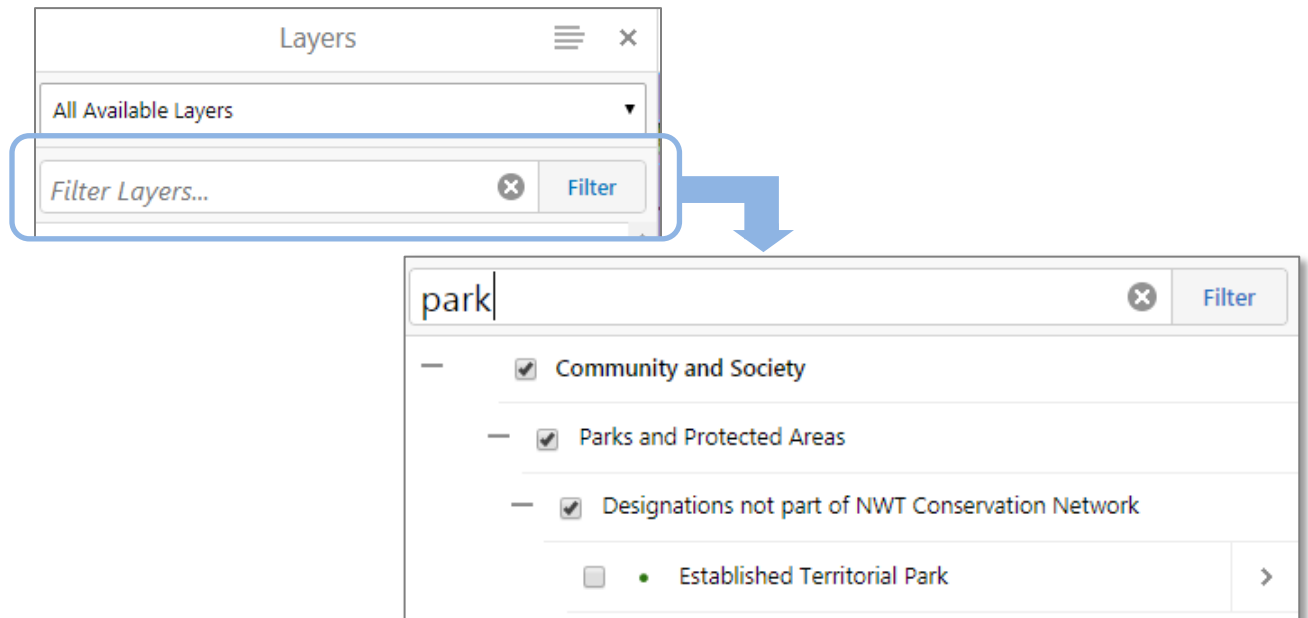 Layers
All Available Layers
Filter Layers... Filter
park Filter
Community and Society
Parks and Protected Areas
Designations not part of NWT Conservation Network
Established Territorial Park